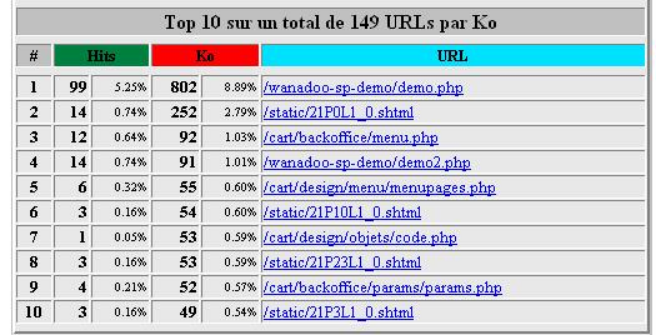 Top 10 sur un total de 149 URLs par Ko
# Hits Ko URL
1 99 5.25% 802 8.89% /wanadoo-sp-demo/demo.php
2 14 0.74% 252 2.79% /static/21P0L1_0.shtml
3 12 0.64% 92 1.03% /cart/backoffice/menu.php
4 14 0.74% 91 1.01% /wanadoo-sp-demo/demo2.php
5 6 0.32% 55 0.60% /cart/design/menu/menupages.php
6 3 0.16% 54 0.60% /static/21P10L1_0.shtml
7 1 0.05% 53 0.59% /cart/design/objets/code.php
8 3 0.16% 53 0.59% /static/21P23L1_0.shtml
9 4 0.21% 52 0.57% /cart/backoffice/params/params.php
10 3 0.16% 49 0.54% /static/21P3L1_0.shtml